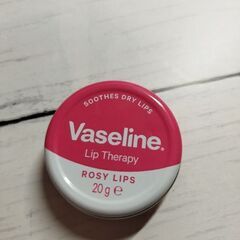 SOOTHES DRY LIPS
Vaseline.
Lip Therapy
ROSY LIPS
20 g ℮